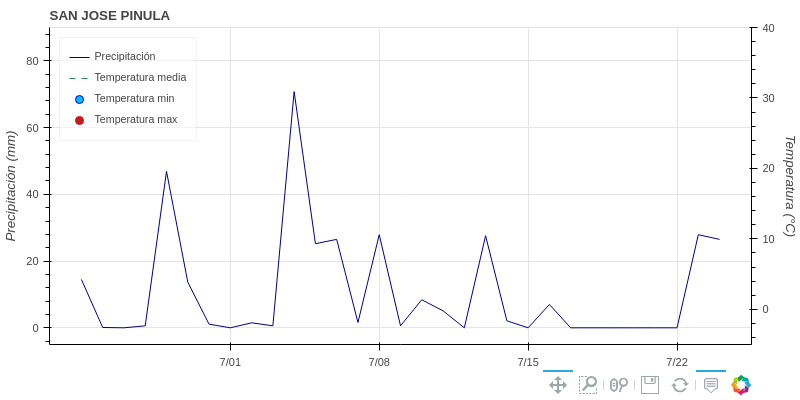 SAN JOSE PINULA
Precipitación
Temperatura media
Temperatura min
Temperatura max
Precipitación (mm)
80
60
40
20
0
Temperatura (°C)
40
30
20
10
0
7/01
7/08
7/15
7/22